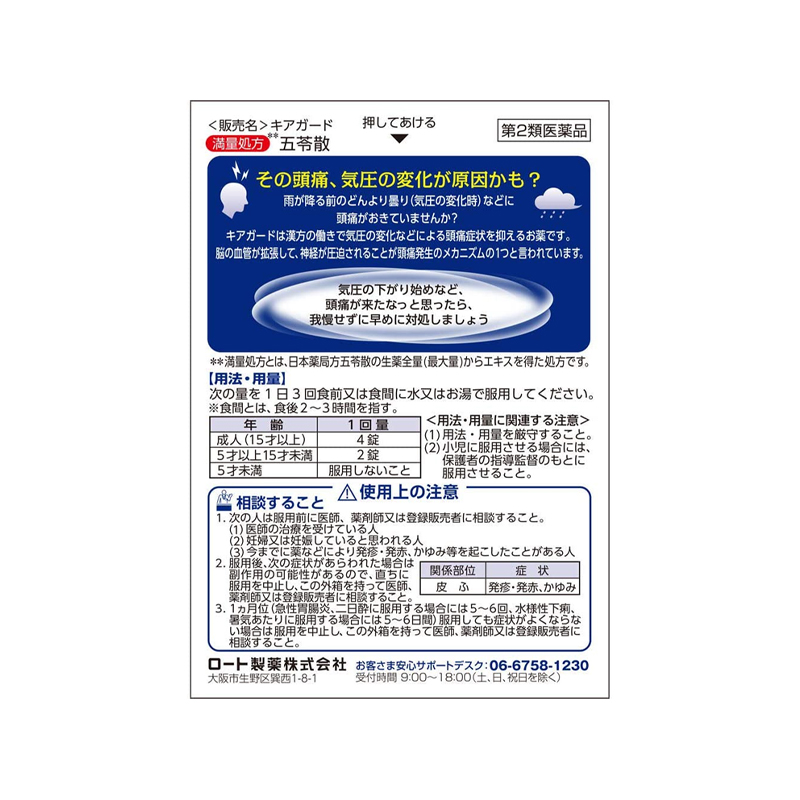 <販売名>キアガード
押してあける
第2類医薬品
満量処方 **五苓散
その頭痛、気圧の変化が原因かも?
雨が降る前のどんより曇り(気圧の変化時)などに
頭痛がおきていませんか?
キアガードは漢方の働きで気圧の変化などによる頭痛症状を抑えるお薬です。
脳の血管が拡張して、神経が圧迫されることが頭痛発生のメカニズムの1つと言われています。
気圧の下がり始めなど、
頭痛が来たなっと思ったら、
我慢せずに早めに対処しましょう
**満量処方とは、日本薬局方五苓散の生薬全量(最大量)からエキスを得た処方です。
【用法・用量】
次の量を1日3回食前又は食間に水又はお湯で服用してください。
※食間とは、食後2~3時間を指す。
年齢 1回量
成人(15才以上) 4錠
5才以上15才未満 2錠
5才未満 服用しないこと
<用法・用量に関連する注意>
(1)用法・用量を厳守すること。
(2)小児に服用させる場合には、
保護者の指導監督のもとに
服用させること。
使用上の注意
相談すること
1. 次の人は服用前に医師、薬剤師又は登録販売者に相談すること。
(1)医師の治療を受けている人
(2)妊婦又は妊娠していると思われる人
(3)今までに薬などにより発疹・発赤、かゆみ等を起こしたことがある人
2. 服用後、次の症状があらわれた場合は
副作用の可能性があるので、直ちに
服用を中止し、この外箱を持って医師、
薬剤師又は登録販売者に相談すること。
関係部位 症状
皮ふ 発疹・発赤、かゆみ
3. 1ヵ月位(急性胃腸炎、二日酔に服用する場合には5~6回、水様性下痢、
暑気あたりに服用する場合には5~6日間)服用しても症状がよくならな
い場合は服用を中止し、この外箱を持って医師、薬剤師又は登録販売者に
相談すること。
ロート製薬株式会社
大阪市生野区巽西1-8-1
お客さま安心サポートデスク:06-6758-1230
受付時間 9:00~18:00(土、日、祝日を除く)